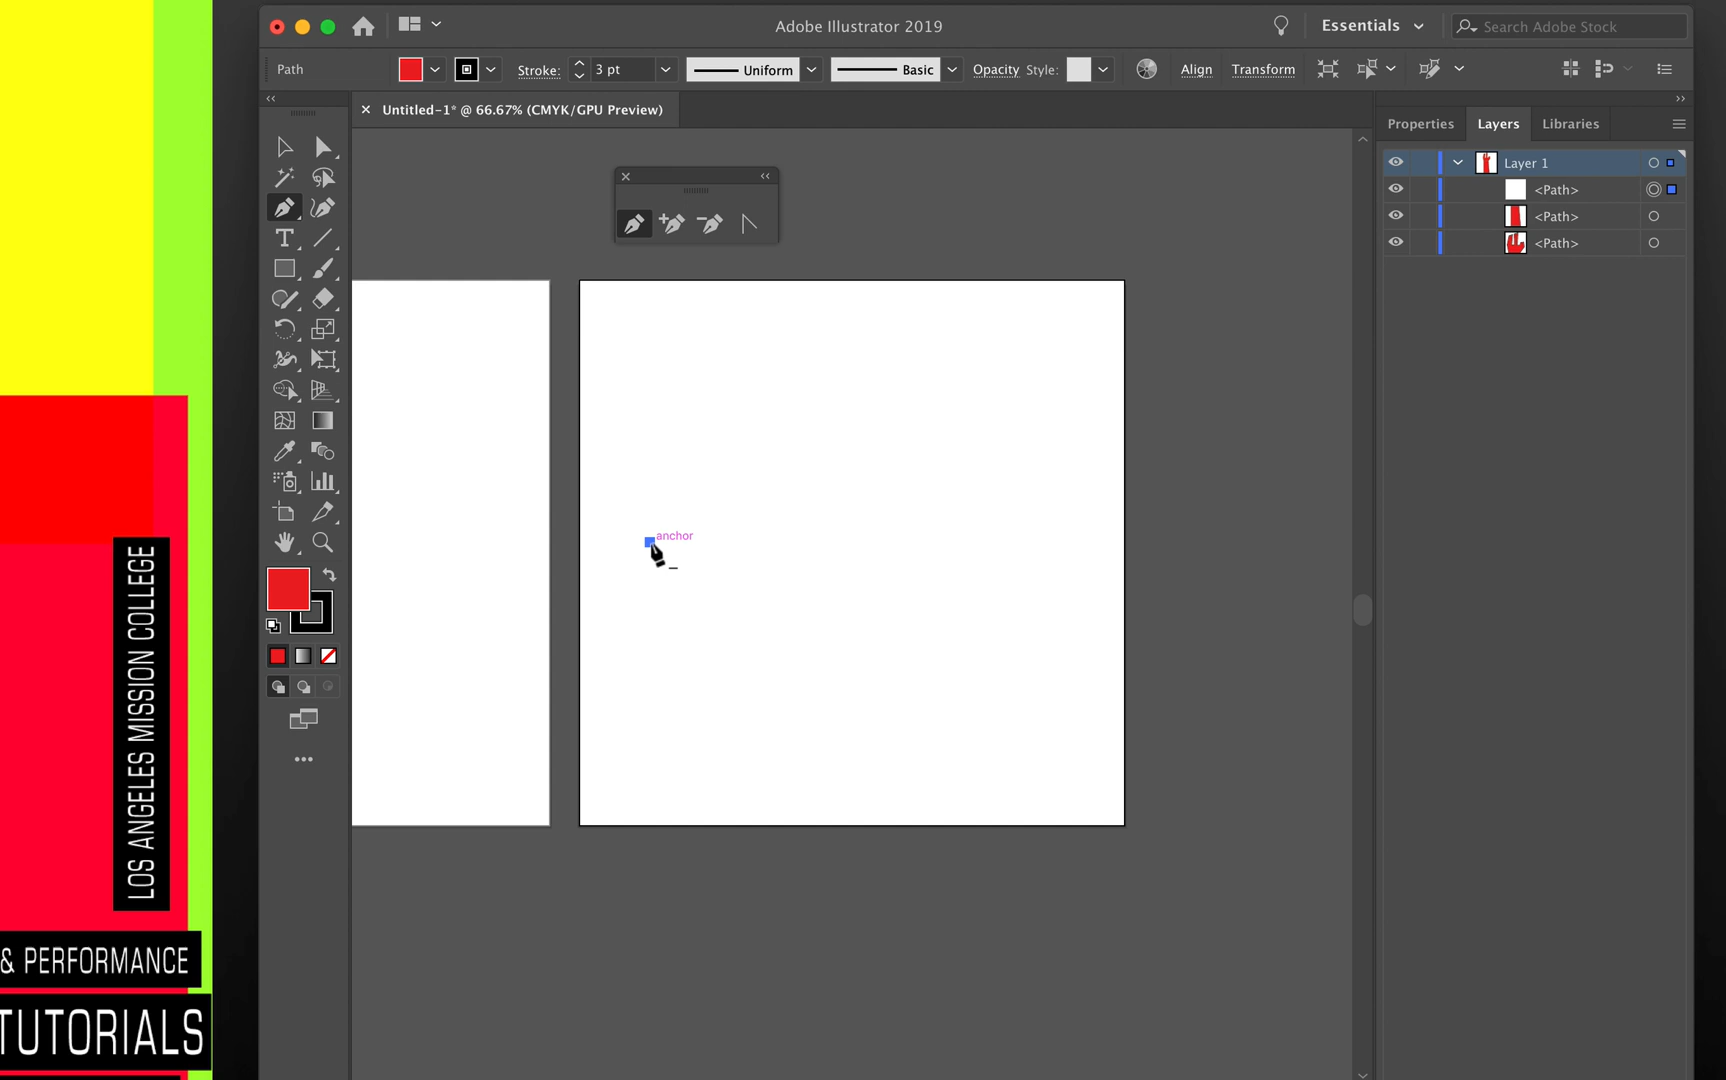 Adobe Illustrator 2019
Essentials
Search Adobe Stock
Path
Stroke:
3 pt
Uniform
Basic
Opacity
Style:
Align
Transform
Untitled-1* @ 66.67% (CMYK/GPU Preview)
Properties
Layers
Libraries
Layer 1
<Path>
<Path>
<Path>
anchor
LOS ANGELES MISSION COLLEGE
& PERFORMANCE
TUTORIALS